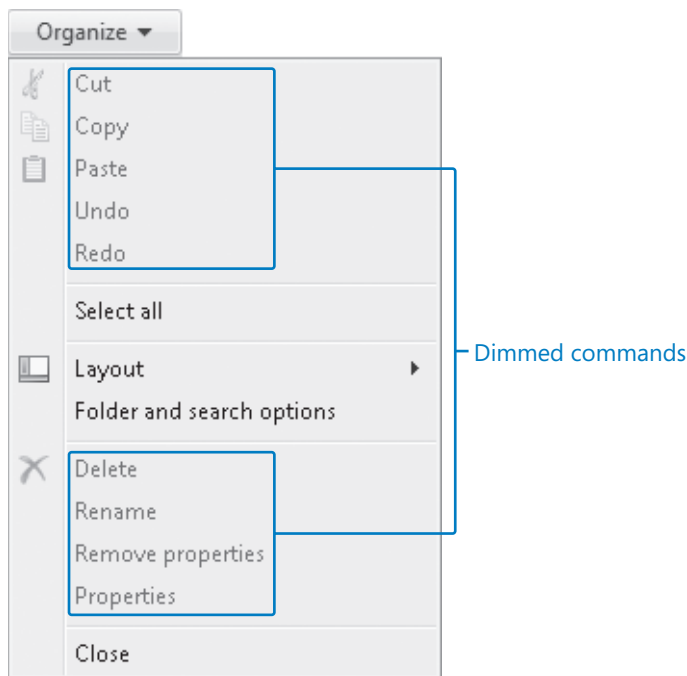 Organize
Cut
Copy
Paste
Undo
Redo
Select all
Layout
Folder and search options
Dimmed commands
Delete
Rename
Remove properties
Properties
Close